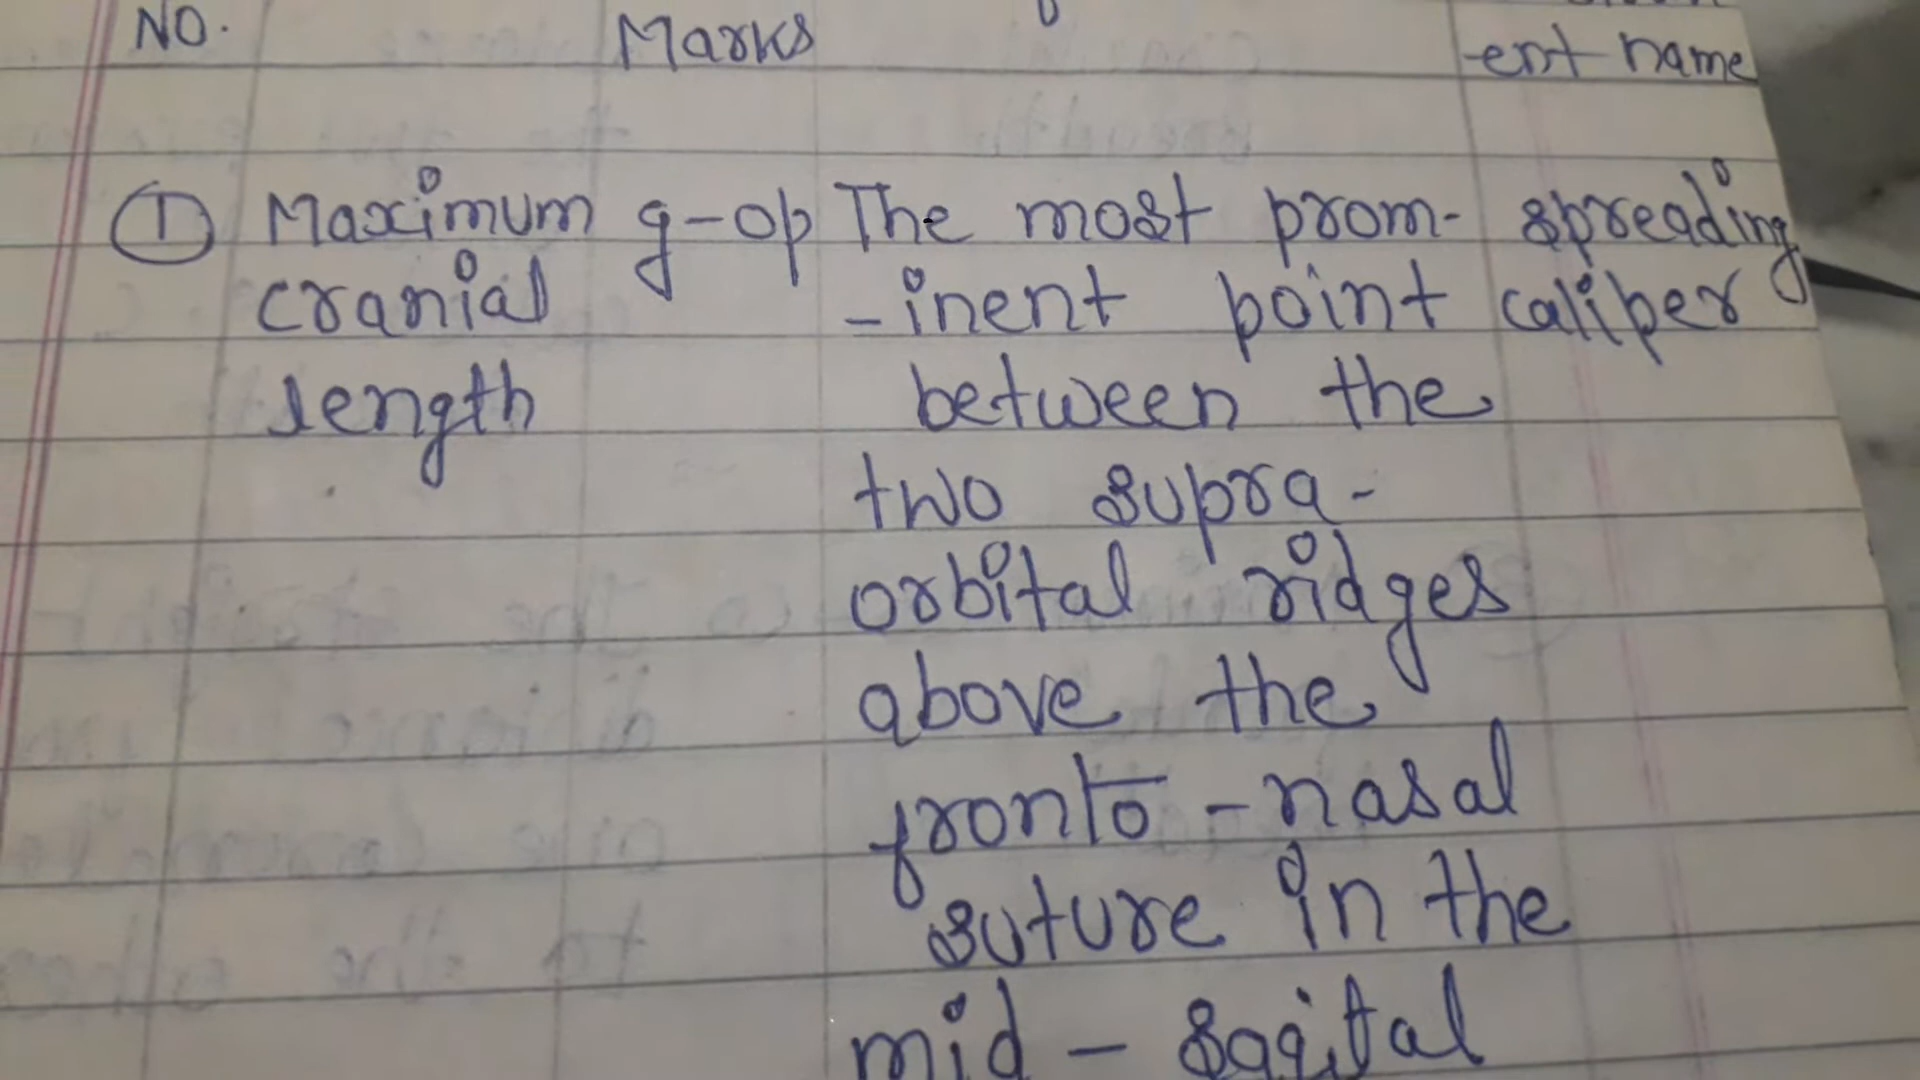 NO. Marks -ent name
① Maximum g-op The most prom- spreading
cranial -inent point caliper
length between the
two supra-
orbital ridges
above the
fronto-nasal
suture in the
mid-sagital